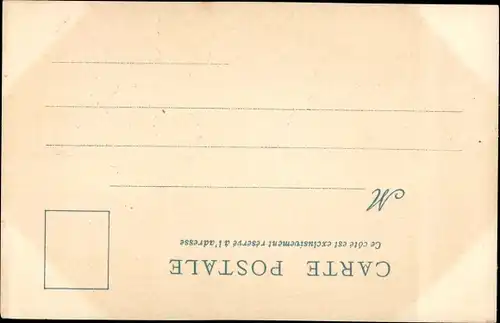 CARTE POSTALE
Ce côté est exclusivement réservé à l'adresse
M